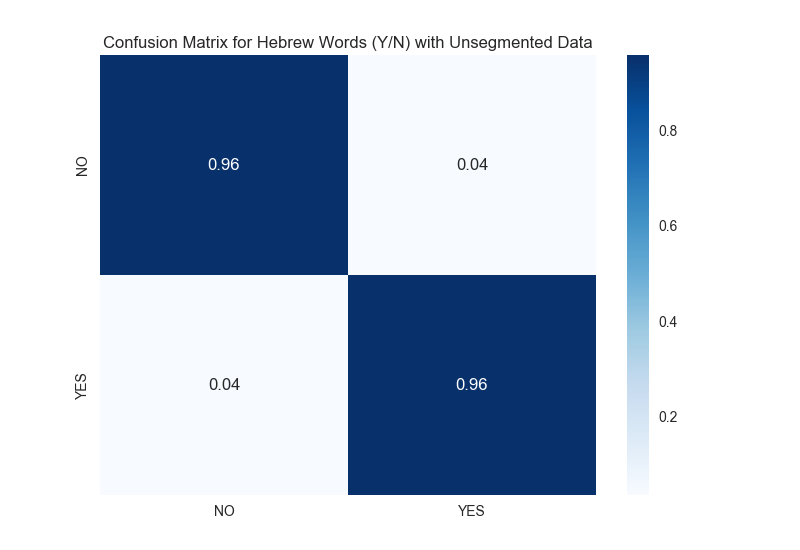 Confusion Matrix for Hebrew Words (Y/N) with Unsegmented Data
NO
0.96
0.04
YES
0.04
0.96
NO
YES
0.8
0.6
0.4
0.2